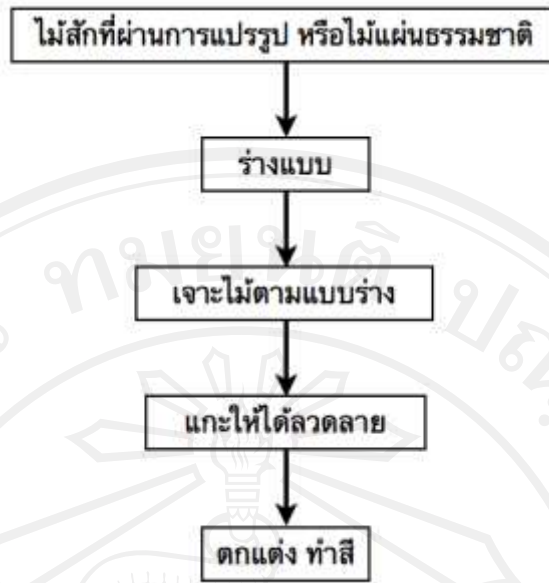 ไม้สักที่ผ่านการแปรรูป หรือไม้แผ่นธรรมชาติ
ร่างแบบ
เจาะไม้ตามแบบร่าง
แกะให้ได้ลวดลาย
ตกแต่ง ทำสี